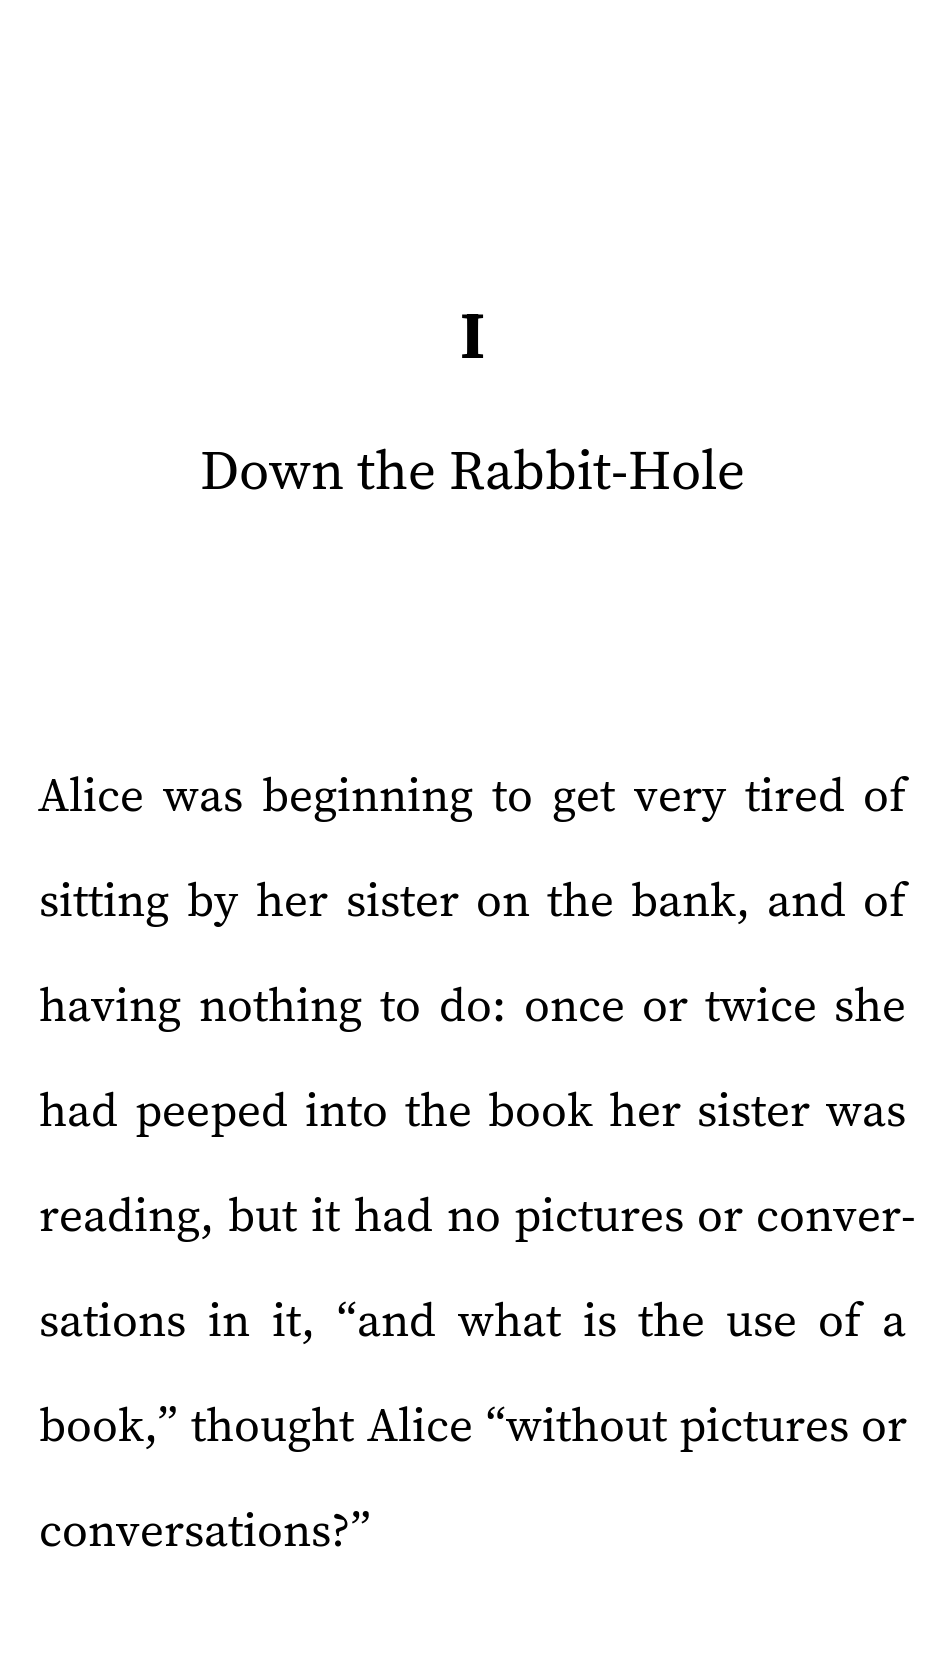 I
Down the Rabbit-Hole
Alice was beginning to get very tired of
sitting by her sister on the bank, and of
having nothing to do: once or twice she
had peeped into the book her sister was
reading, but it had no pictures or conver-
sations in it, “and what is the use of a
book,” thought Alice “without pictures or
conversations?”